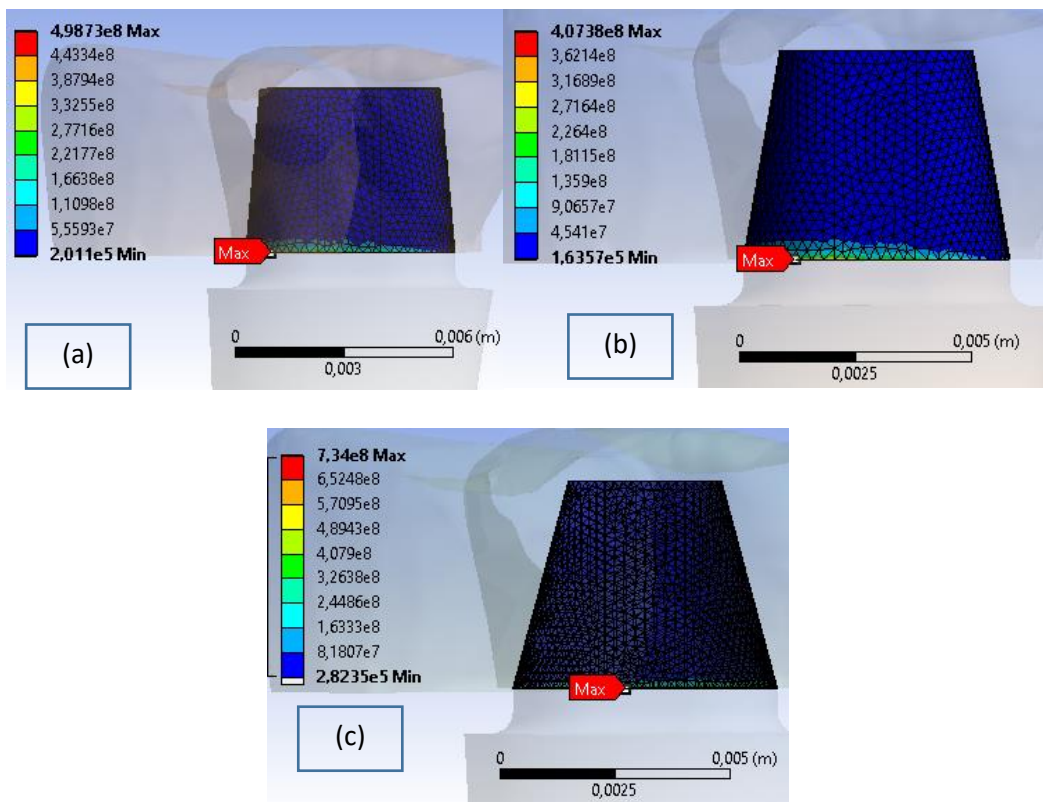 4,9873e8 Max
4,4334e8
3,8794e8
3,3255e8
2,7716e8
2,2177e8
1,6638e8
1,1098e8
5,5593e7
2,011e5 Min
Max
0
0,006 (m)
0,003
(a)
4,0738e8 Max
3,6214e8
3,1689e8
2,7164e8
2,264e8
1,8115e8
1,359e8
9,0657e7
4,541e7
1,6357e5 Min
Max
0
0,005 (m)
0,0025
(b)
7,34e8 Max
6,5248e8
5,7095e8
4,8943e8
4,079e8
3,2638e8
2,4486e8
1,6333e8
8,1807e7
2,8235e5 Min
Max
0
0,005 (m)
0,0025
(c)